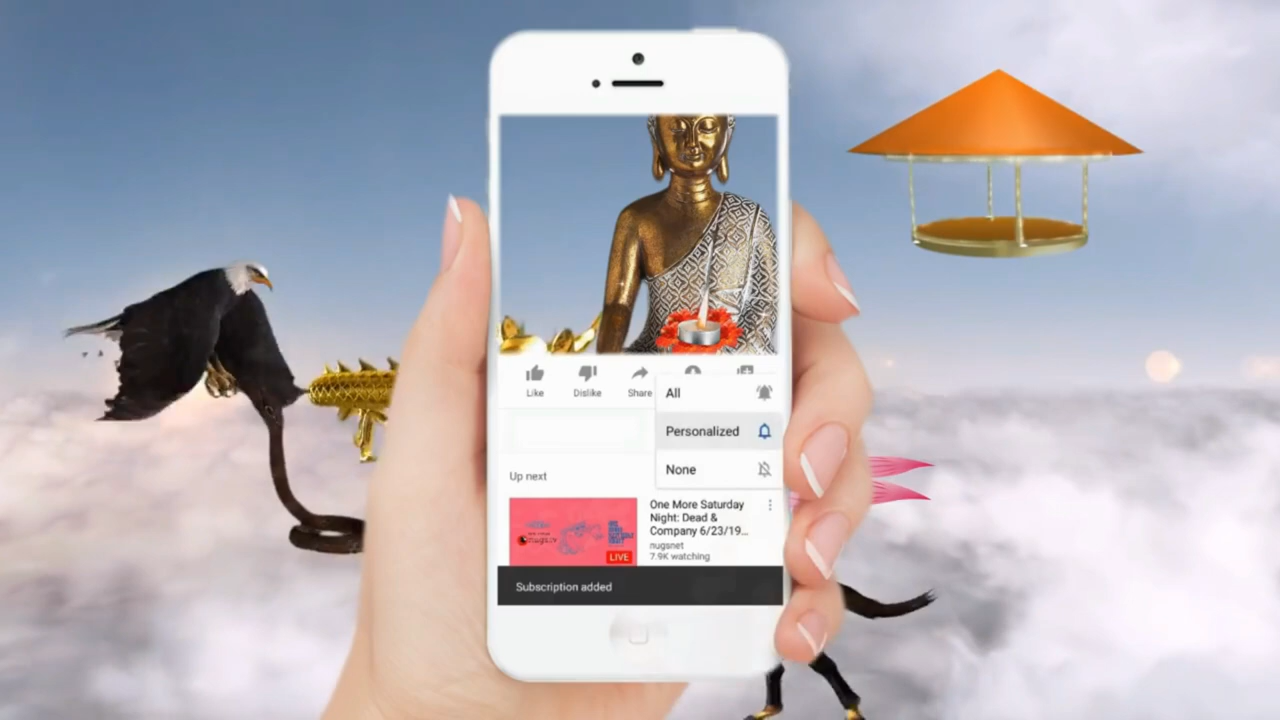 Like
Dislike
Share
All
Personalized
None
Up next
One More Saturday
Night: Dead &
Company 6/23/19...
nugsnet
7.9K watching
LIVE
Subscription added